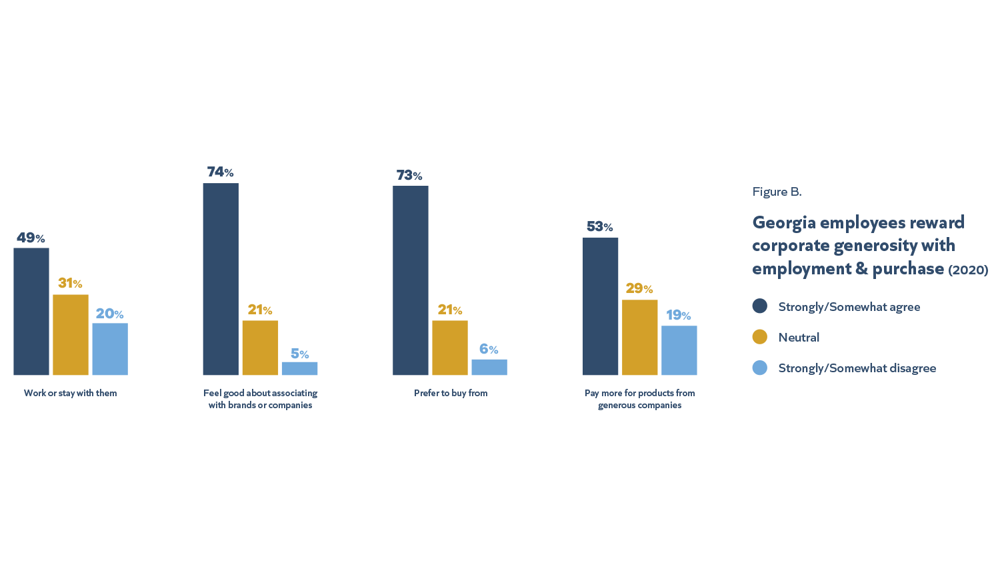 49%
31%
20%
Work or stay with them
74%
21%
5%
Feel good about associating
with brands or companies
73%
21%
6%
Prefer to buy from
53%
29%
19%
Pay more for products from
generous companies
Figure B.
Georgia employees reward
corporate generosity with
employment & purchase (2020)
Strongly/Somewhat agree
Neutral
Strongly/Somewhat disagree